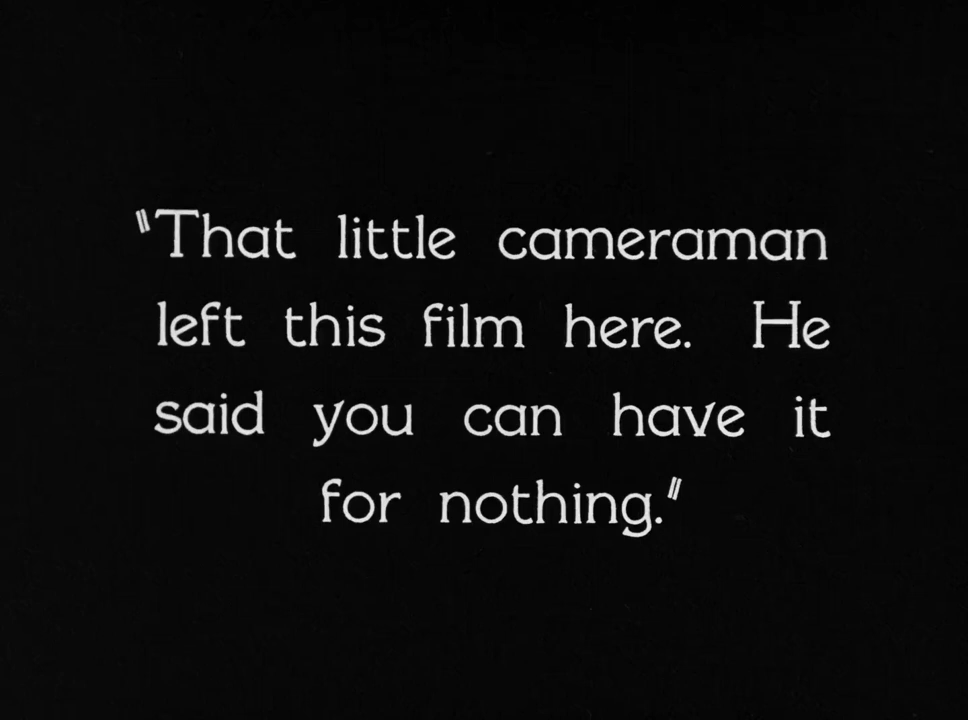 "That little cameraman
left this film here. He
said you can have it
for nothing."